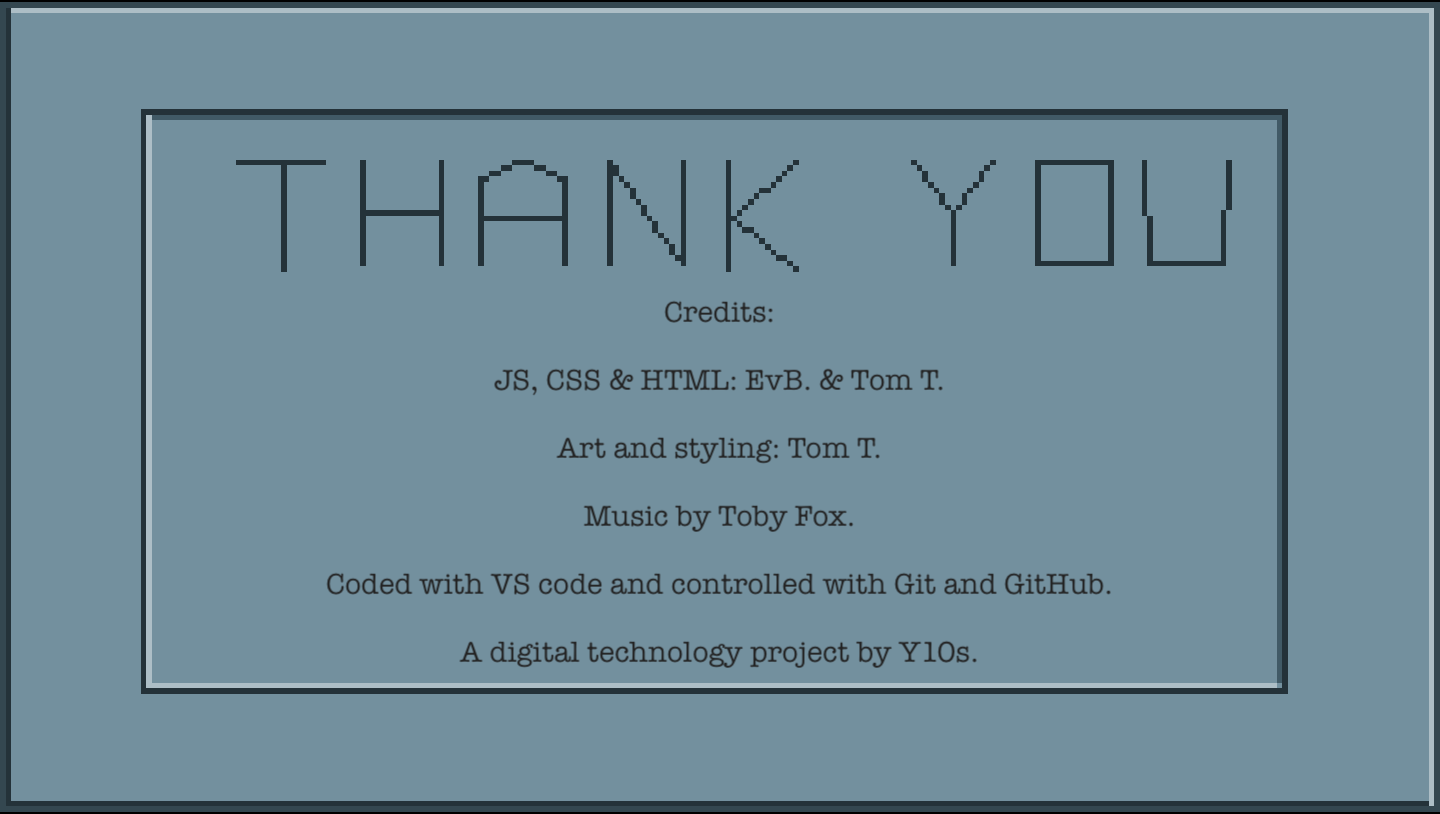 THANK YOU
Credits:
JS, CSS & HTML: EvB. & Tom T.
Art and styling: Tom T.
Music by Toby Fox.
Coded with VS code and controlled with Git and GitHub.
A digital technology project by Y10s.